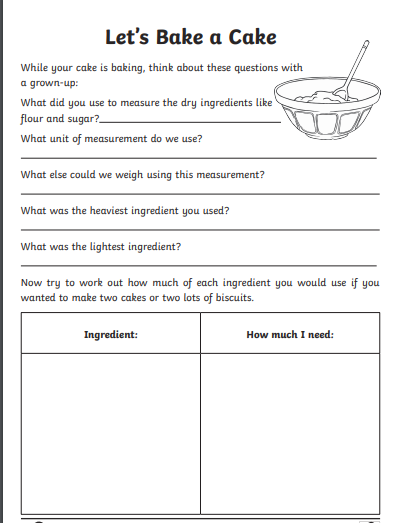 Let's Bake a Cake
While your cake is baking, think about these questions with
a grown-up:
What did you use to measure the dry ingredients like
flour and sugar?
What unit of measurement do we use?
What else could we weigh using this measurement?
What was the heaviest ingredient you used?
What was the lightest ingredient?
Now try to work out how much of each ingredient you would use if you
wanted to make two cakes or two lots of biscuits.
Ingredient: How much I need: